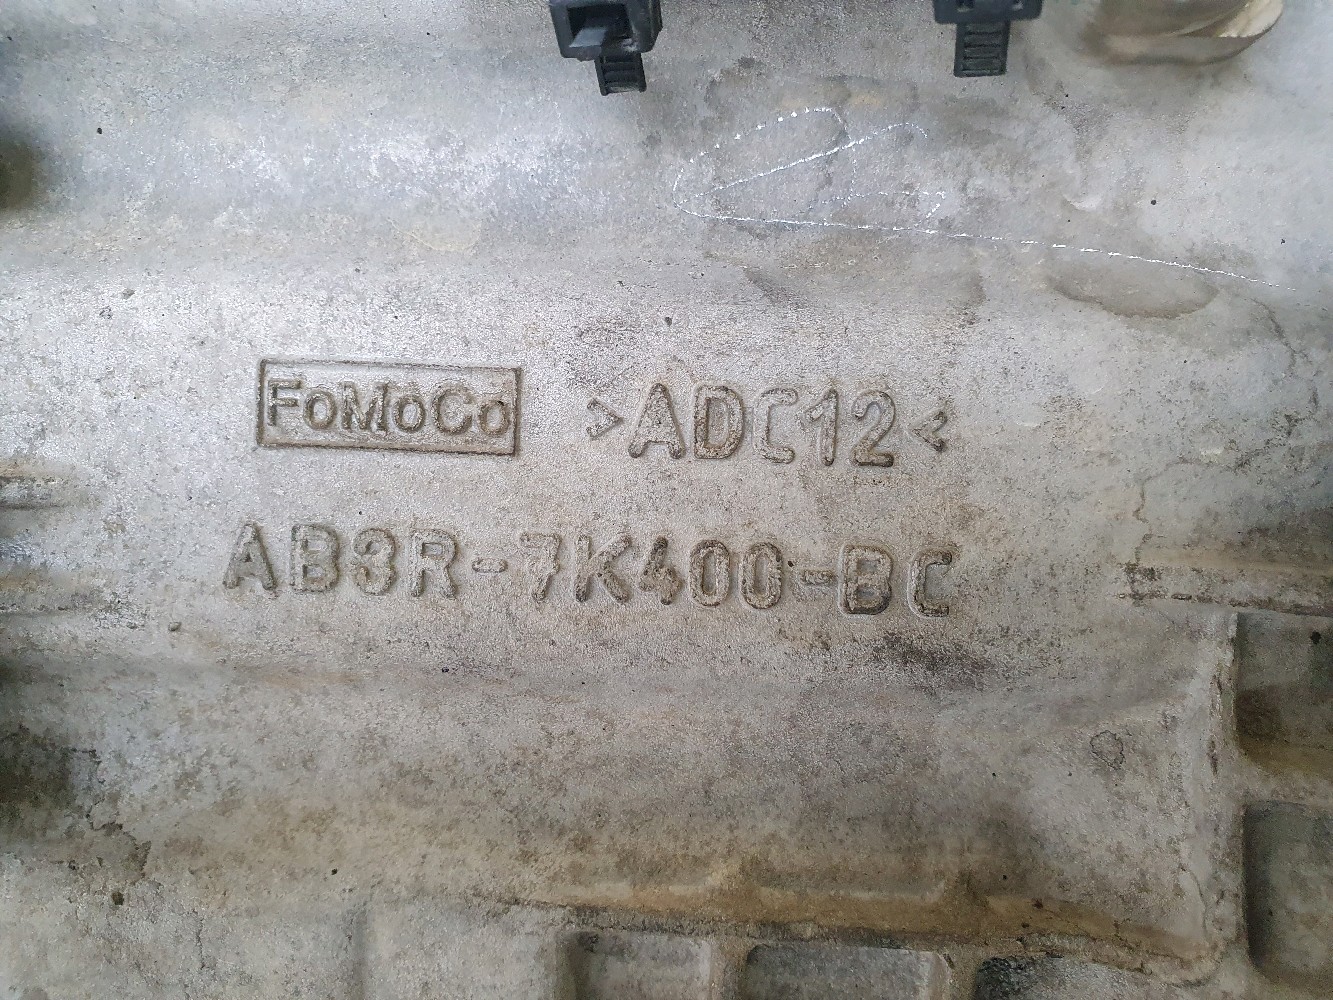 FoMoCo >ADC12<
AB3R-7K400-BC